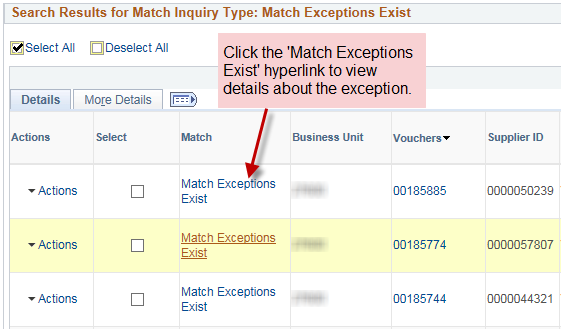 Search Results for Match Inquiry Type: Match Exceptions Exist
Select All Deselect All
Click the 'Match Exceptions
Exist' hyperlink to view
details about the exception.
Details More Details
Actions Select Match Business Unit Vouchers Supplier ID
Actions Match Exceptions
Exist 00185885 0000050239
Actions Match Exceptions
Exist 00185774 0000057807
Actions Match Exceptions
Exist 00185744 0000044321